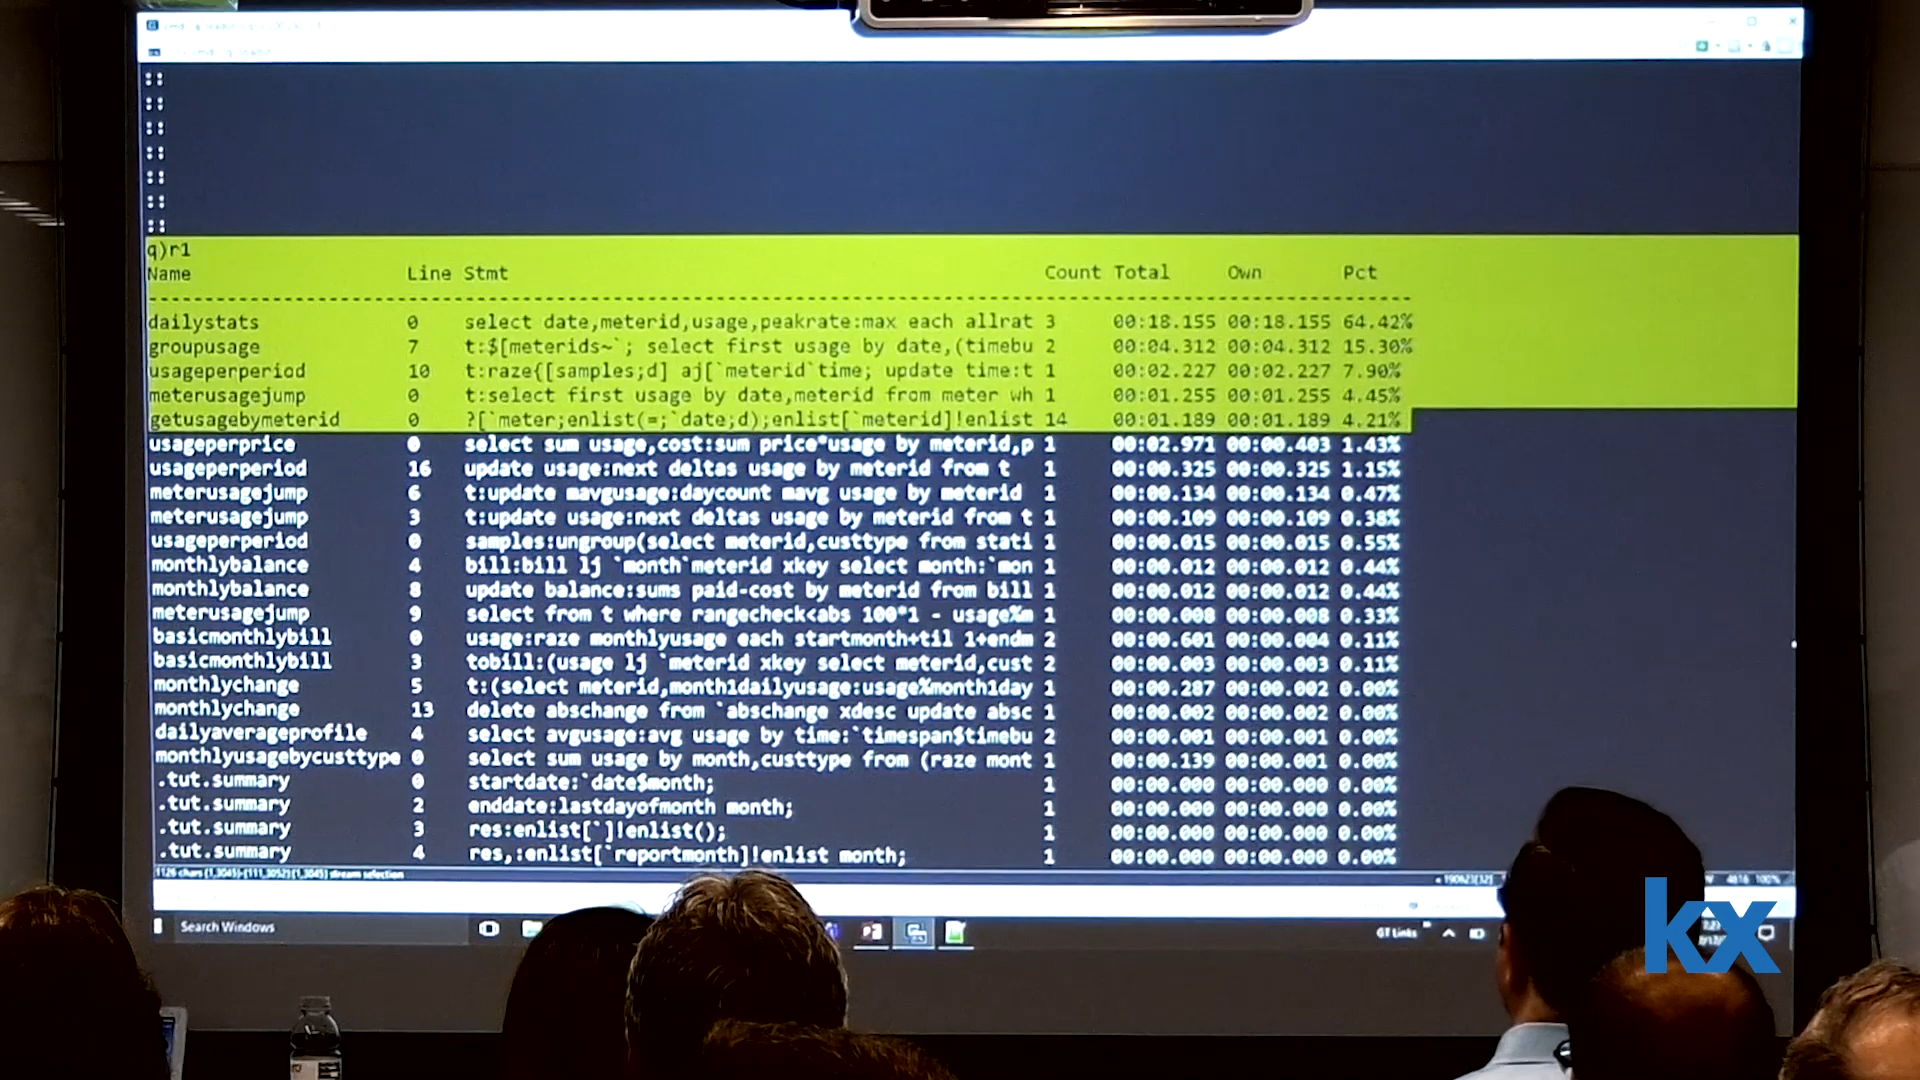 ::
::
::
::
::
::
::
q)r1
Name Line Stmt Count Total Own Pct
dailystats 0 select date,meterid,usage,peakrate:max each allrat 3 00:18.155 00:18.155 64.42%
groupusage 7 t:$[meterids~`; select first usage by date,(timebu 2 00:04.312 00:04.312 15.30%
usageperperiod 10 t:raze{[samples;d] aj[`meterid`time; update time:t 1 00:02.227 00:02.227 7.90%
meterusagejump 0 t:select first usage by date,meterid from meter wh 1 00:01.255 00:01.255 4.45%
getusagebymeterid 0 ?[`meter;enlist(=;`date;d);enlist[`meterid]!enlist 14 00:01.189 00:01.189 4.21%
usageperprice 0 select sum usage,cost:sum price*usage by meterid,p 1 00:02.971 00:00.403 1.43%
usageperperiod 16 update usage:next deltas usage by meterid from t 1 00:00.325 00:00.325 1.15%
meterusagejump 6 t:update mavgusage:daycount mavg usage by meterid 1 00:00.134 00:00.134 0.47%
meterusagejump 3 t:update usage:next deltas usage by meterid from t 1 00:00.109 00:00.109 0.38%
usageperperiod 0 samples:ungroup(select meterid,custtype from stati 1 00:00.015 00:00.015 0.55%
monthlybalance 4 bill:bill lj `month`meterid xkey select month:`mon 1 00:00.012 00:00.012 0.44%
monthlybalance 8 update balance:sums paid-cost by meterid from bill 1 00:00.012 00:00.012 0.44%
meterusagejump 9 select from t where rangecheck<abs 100*1 - usage%m 1 00:00.008 00:00.008 0.33%
basicmonthlybill 0 usage:raze monthlyusage each startmonth+til 1+endm 2 00:00.601 00:00.004 0.11%
basicmonthlybill 3 tobill:(usage lj `meterid xkey select meterid,cust 2 00:00.003 00:00.003 0.11%
monthlychange 5 t:(select meterid,month1dailyusage:usage%month1day 1 00:00.287 00:00.002 0.00%
monthlychange 13 delete abschange from `abschange xdesc update absc 1 00:00.002 00:00.002 0.00%
dailyaverageprofile 4 select avgusage:avg usage by time:`timespan$timebu 2 00:00.001 00:00.001 0.00%
monthlyusagebycusttype 0 select sum usage by month,custtype from (raze mont 1 00:00.139 00:00.001 0.00%
.tut.summary 0 startdate:`date$month; 1 00:00.000 00:00.000 0.00%
.tut.summary 2 enddate:lastdayofmonth month; 1 00:00.000 00:00.000 0.00%
.tut.summary 3 res:enlist[`]!enlist(); 1 00:00.000 00:00.000 0.00%
.tut.summary 4 res,:enlist[`reportmonth]!enlist month; 1 00:00.000 00:00.000 0.00%
1126 chars (1,3045)-(111,3052) stream selection
100%
Search Windows
GT Links
kx